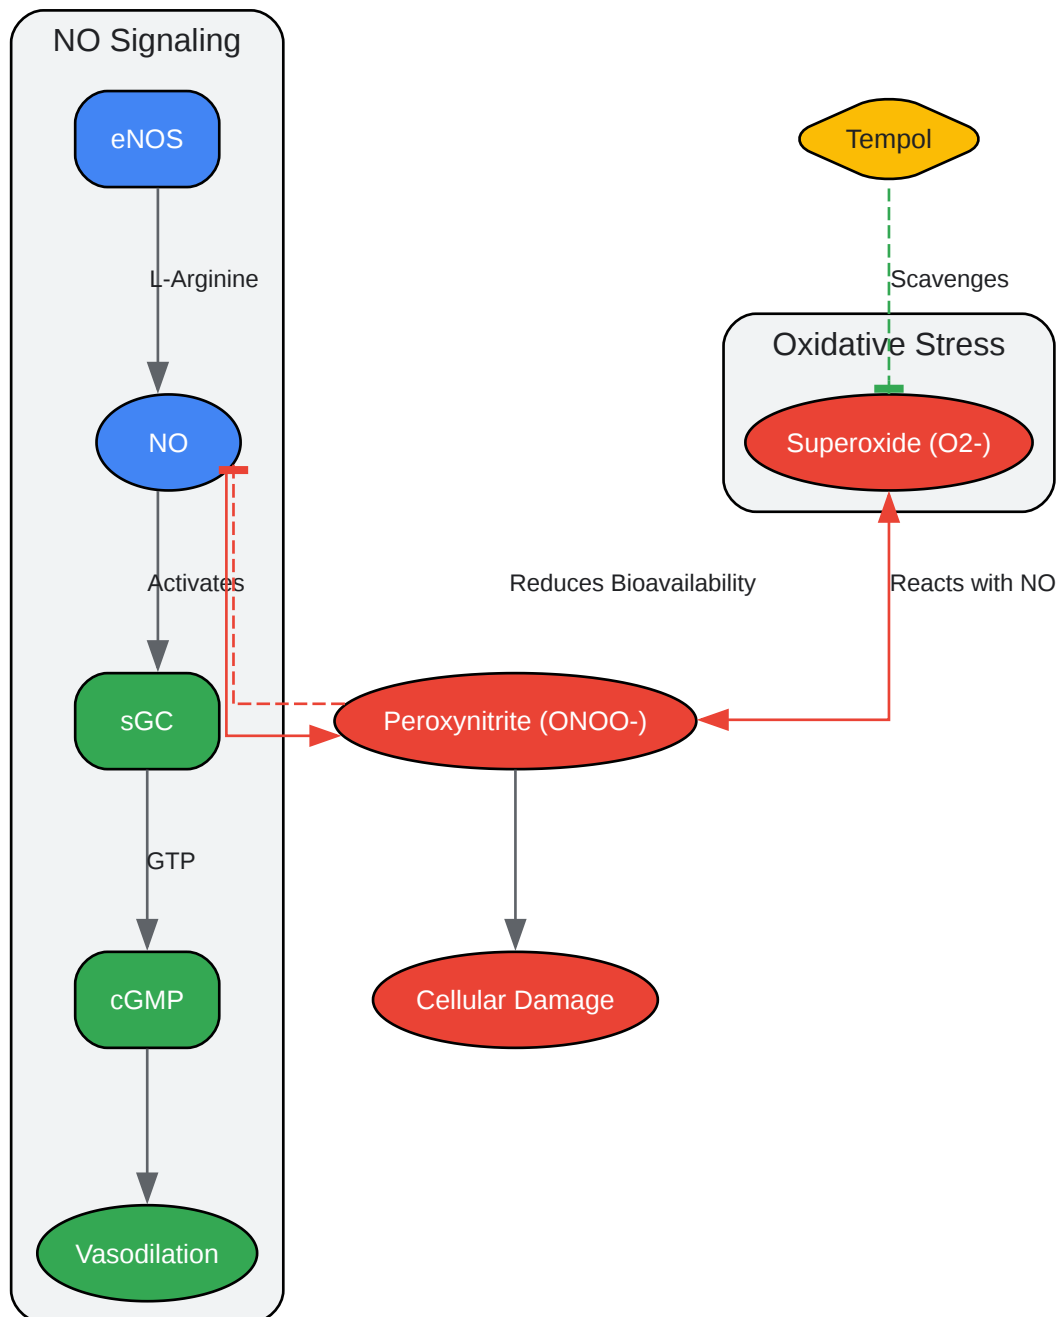 NO Signaling
eNOS
Tempol
L-Arginine
Scavenges
Oxidative Stress
NO
Superoxide (O2-)
Activates
Reduces Bioavailability
Reacts with NO
sGC
Peroxynitrite (ONOO-)
GTP
cGMP
Cellular Damage
Vasodilation